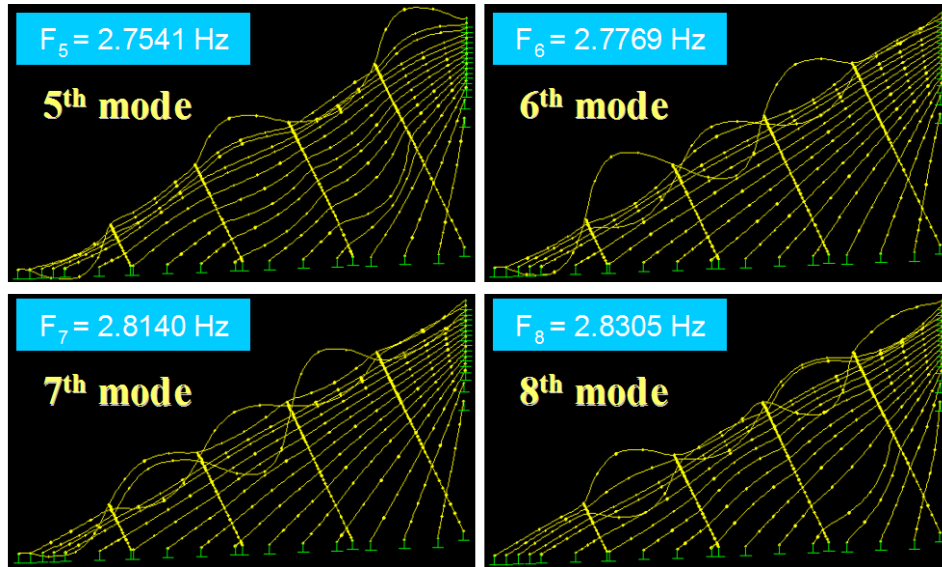 F₅ = 2.7541 Hz
5ᵗʰ mode
F₆ = 2.7769 Hz
6ᵗʰ mode
F₇ = 2.8140 Hz
7ᵗʰ mode
F₈ = 2.8305 Hz
8ᵗʰ mode